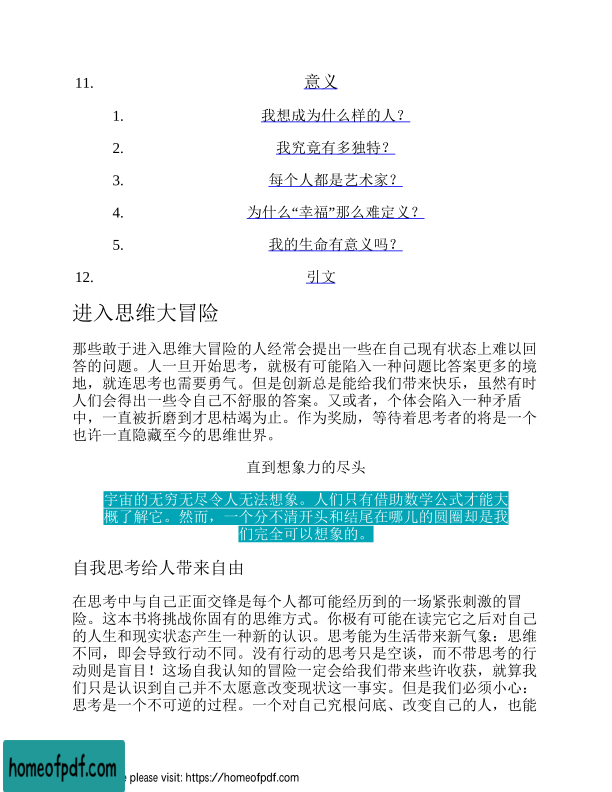 11. 意义
1. 我想成为什么样的人？
2. 我究竟有多独特？
3. 每个人都是艺术家？
4. 为什么“幸福”那么难定义？
5. 我的生命有意义吗？
12. 引文
进入思维大冒险
那些敢于进入思维大冒险的人经常会提出一些在自己现有状态上难以回
答的问题。人一旦开始思考，就极有可能陷入一种问题比答案更多的境
地，就连思考也需要勇气。但是创新总是能给我们带来快乐，虽然有时
人们会得出一些令自己不舒服的答案。又或者，个体会陷入一种矛盾
中，一直被折磨到才思枯竭为止。作为奖励，等待着思考者的将是一个
也许一直隐藏至今的思维世界。
直到想象力的尽头
宇宙的无穷无尽令人无法想象。人们只有借助数学公式才能大
概了解它。然而，一个分不清开头和结尾在哪儿的圆圈却是我
们完全可以想象的。
自我思考给人带来自由
在思考中与自己正面交锋是每个人都可能经历到的一场紧张刺激的冒
险。这本书将挑战你固有的思维方式。你极有可能在读完它之后对自己
的人生和现实状态产生一种新的认识。思考能为生活带来新气象：思维
不同，即会导致行动不同。没有行动的思考只是空谈，而不带思考的行
动则是盲目！这场自我认知的冒险一定会给我们带来些许收获，就算我
们只是认识到自己并不太愿意改变现状这一事实。但是我们必须小心：
思考是一个不可逆的过程。一个对自己究根问底、改变自己的人，也能
homeofpdf.com
e please visit: https://homeofpdf.com